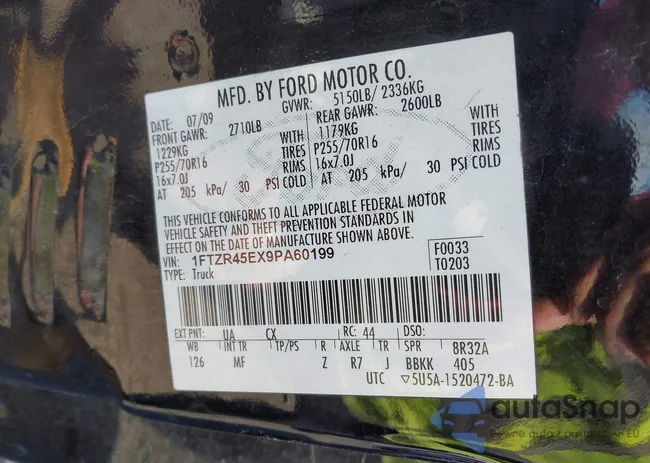 MFD. BY FORD MOTOR CO.
DATE: 07/09 GVWR: 5150LB/ 2336KG
FRONT GAWR: 2710LB REAR GAWR: 2600LB
1229KG WITH 1179KG WITH
P255/70R16 TIRES P255/70R16 TIRES
16x7.0J RIMS 16x7.0J RIMS
AT 205 kPa/ 30 PSI COLD AT 205 kPa/ 30 PSI COLD
THIS VEHICLE CONFORMS TO ALL APPLICABLE FEDERAL MOTOR
VEHICLE SAFETY AND THEFT PREVENTION STANDARDS IN
EFFECT ON THE DATE OF MANUFACTURE SHOWN ABOVE.
VIN: 1FTZR45EX9PA60199 F0033
TYPE: Truck T0203
EXT PNT: UA CX RC: 44 DSO:
WB INT TR TP/PS R AXLE TR SPR 8R32A
126 MF Z R7 J BBKK 405
UTC ▽5U5A-1520472-BA
Ford
autoSnap